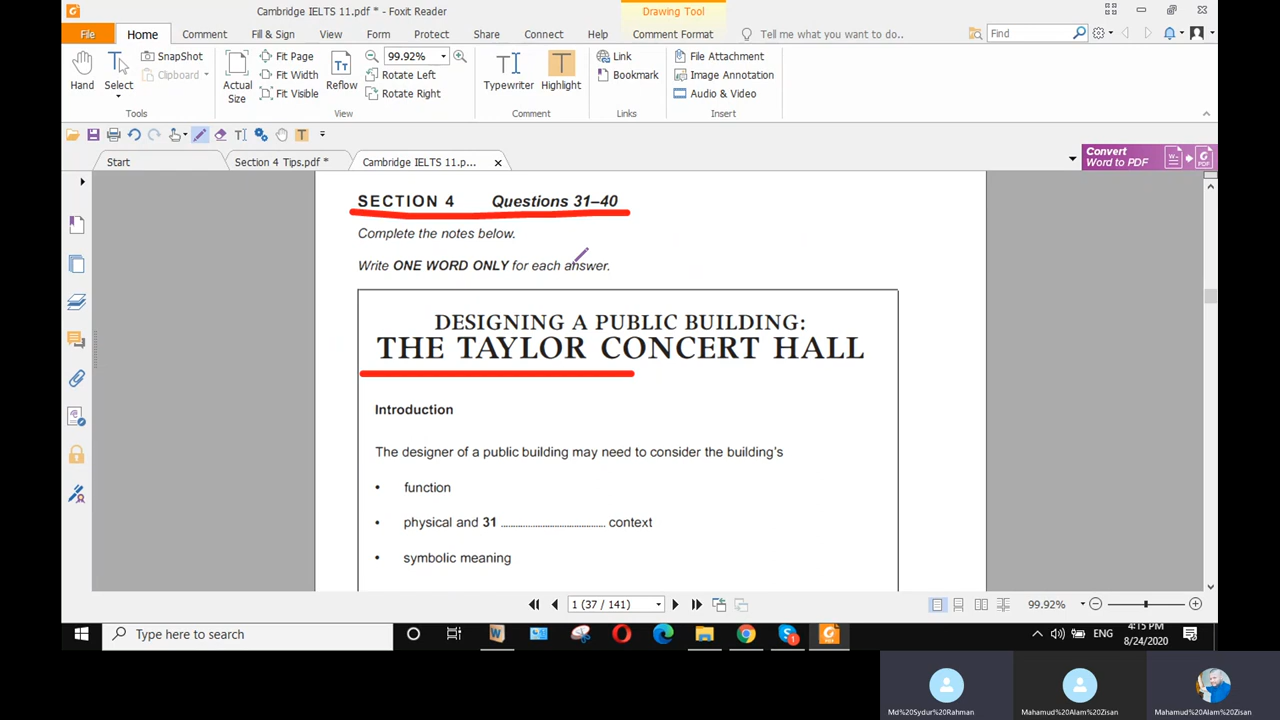 Cambridge IELTS 11.pdf * - Foxit Reader
Drawing Tool
File Home Comment Fill & Sign View Form Protect Share Connect Help Comment Format Tell me what you want to do.. Find
SnapShot Fit Page 99.92% Link File Attachment
Hand Select Clipboard Actual Size Fit Width Reflow Rotate Left Typewriter Highlight Bookmark Image Annotation
Fit Visible Rotate Right Audio & Video
Tools View Comment Links Insert
Start Section 4 Tips.pdf * Cambridge IELTS 11.p... Convert Word to PDF
SECTION 4 Questions 31–40
Complete the notes below.
Write ONE WORD ONLY for each answer.
DESIGNING A PUBLIC BUILDING:
THE TAYLOR CONCERT HALL
Introduction
The designer of a public building may need to consider the building's
• function
• physical and 31 ........................................ context
• symbolic meaning
1 (37 / 141) 99.92%
Type here to search ENG 4:15 PM
8/24/2020
Md%20Sydur%20Rahman Mahamud%20Alam%20Zisan Mahamud%20Alam%20Zisan